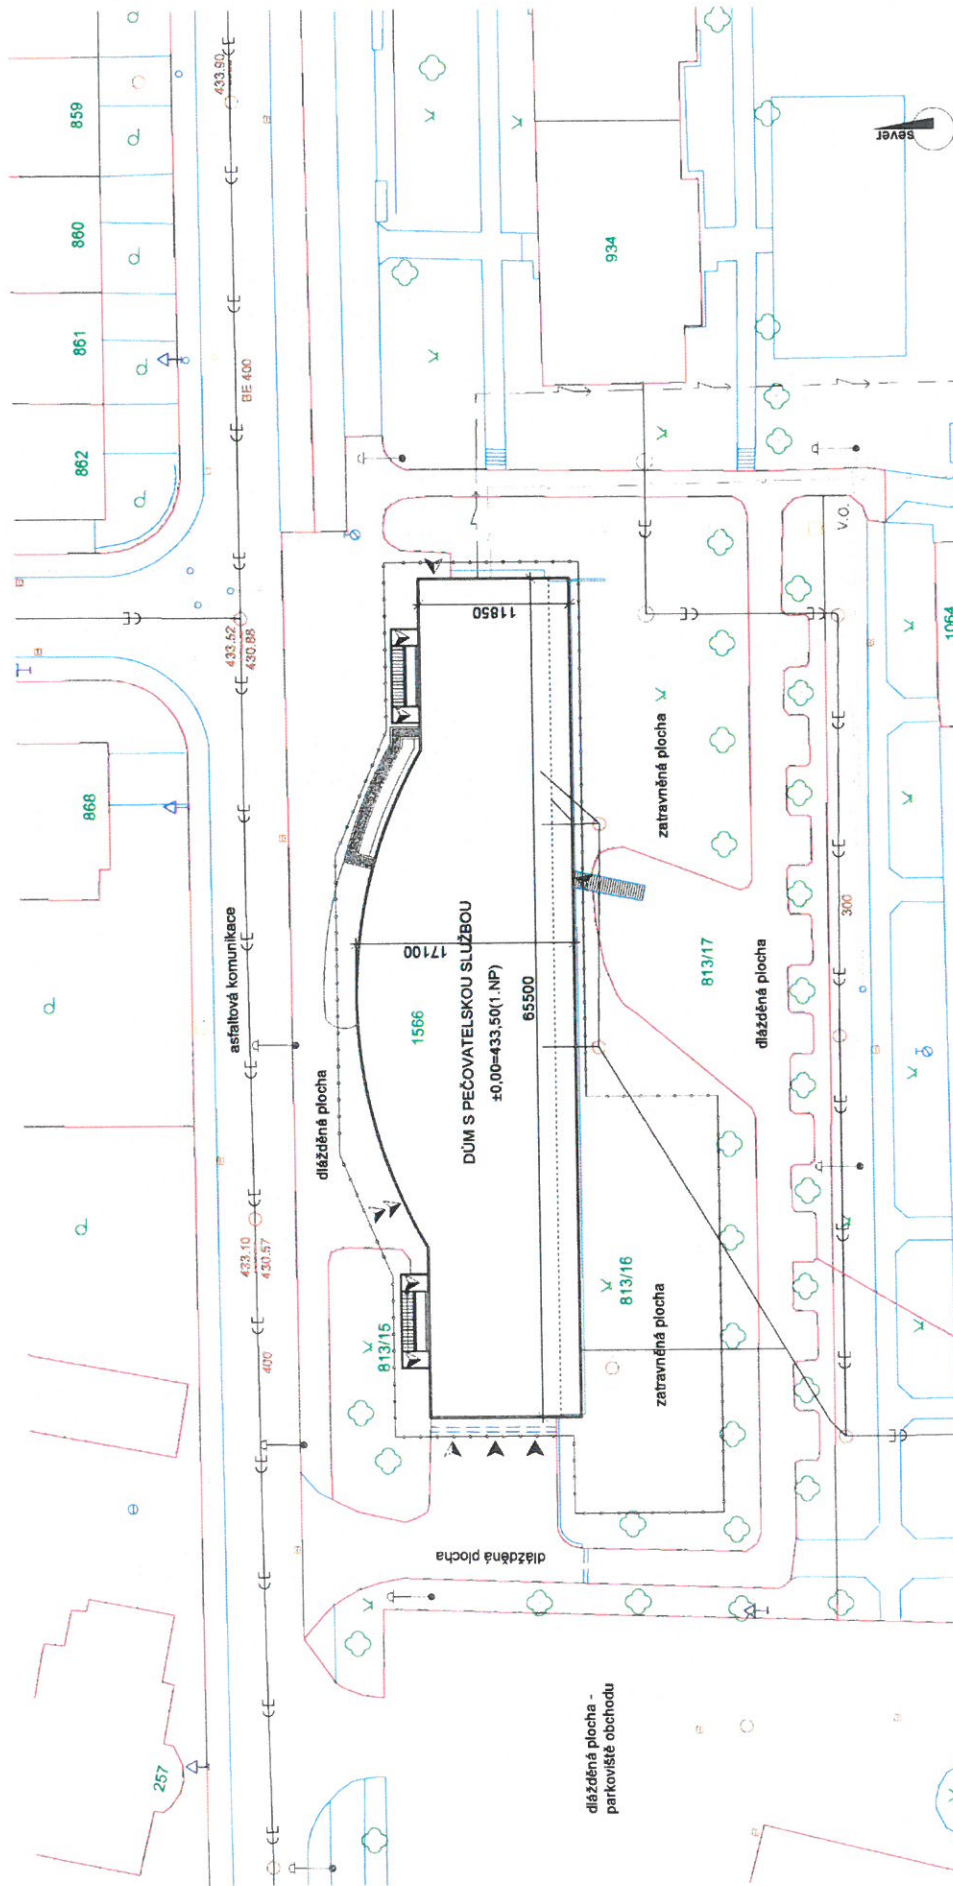 859
860
861
862
868
257
433.90
BE 400
433.52
430.88
asfaltová komunikace
433.10
430.57
400
dlážděná plocha
813/15
934
sever
11850
17100
65500
1566
DŮM S PEČOVATELSKOU SLUŽBOU
±0,00=433,50(1.NP)
zatravněná plocha
813/17
dlážděná plocha
813/16
zatravněná plocha
dlážděná plocha
dlážděná plocha -
parkoviště obchodu
V.O.
300
1064